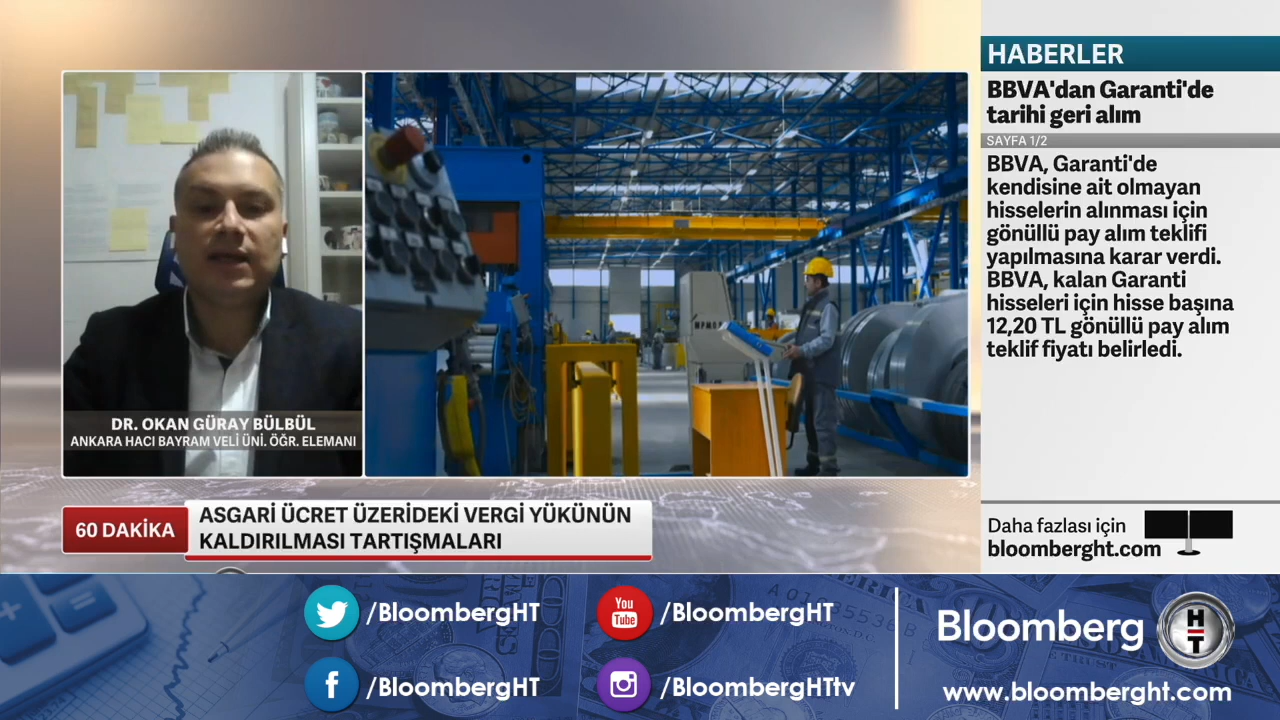 HABERLER
BBVA'dan Garanti'de
tarihi geri alım
SAYFA 1/2
BBVA, Garanti'de
kendisine ait olmayan
hisselerin alınması için
gönüllü pay alım teklifi
yapılmasına karar verdi.
BBVA, kalan Garanti
hisseleri için hisse başına
12,20 TL gönüllü pay alım
teklif fiyatı belirledi.
Daha fazlası için
bloomberght.com
DR. OKAN GÜRAY BÜLBÜL
ANKARA HACI BAYRAM VELİ ÜNİ. ÖĞR. ELEMANI
60 DAKİKA
ASGARİ ÜCRET ÜZERİDEKİ VERGİ YÜKÜNÜN
KALDIRILMASI TARTIŞMALARI
/BloombergHT
You Tube
/BloombergHT
/BloombergHT
/BloombergHTtv
Bloomberg HT
www.bloomberght.com